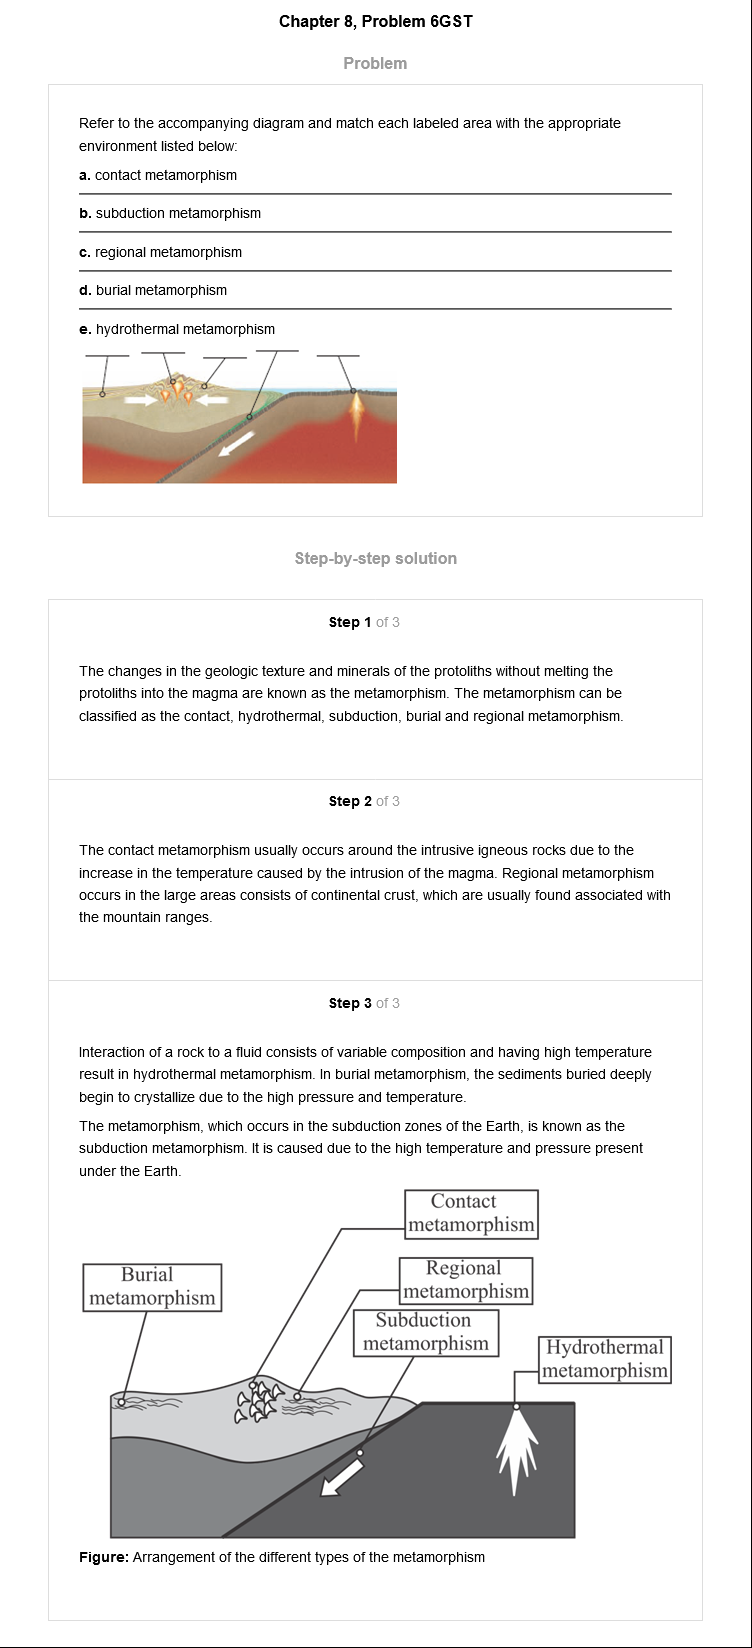 Chapter 8, Problem 6GST
Problem
Refer to the accompanying diagram and match each labeled area with the appropriate
environment listed below:
a. contact metamorphism
b. subduction metamorphism
c. regional metamorphism
d. burial metamorphism
e. hydrothermal metamorphism
Step-by-step solution
Step 1 of 3
The changes in the geologic texture and minerals of the protoliths without melting the
protoliths into the magma are known as the metamorphism. The metamorphism can be
classified as the contact, hydrothermal, subduction, burial and regional metamorphism.
Step 2 of 3
The contact metamorphism usually occurs around the intrusive igneous rocks due to the
increase in the temperature caused by the intrusion of the magma. Regional metamorphism
occurs in the large areas consists of continental crust, which are usually found associated with
the mountain ranges.
Step 3 of 3
Interaction of a rock to a fluid consists of variable composition and having high temperature
result in hydrothermal metamorphism. In burial metamorphism, the sediments buried deeply
begin to crystallize due to the high pressure and temperature.
The metamorphism, which occurs in the subduction zones of the Earth, is known as the
subduction metamorphism. It is caused due to the high temperature and pressure present
under the Earth.
Contact
metamorphism
Burial
metamorphism
Regional
metamorphism
Subduction
metamorphism
Hydrothermal
metamorphism
Figure: Arrangement of the different types of the metamorphism